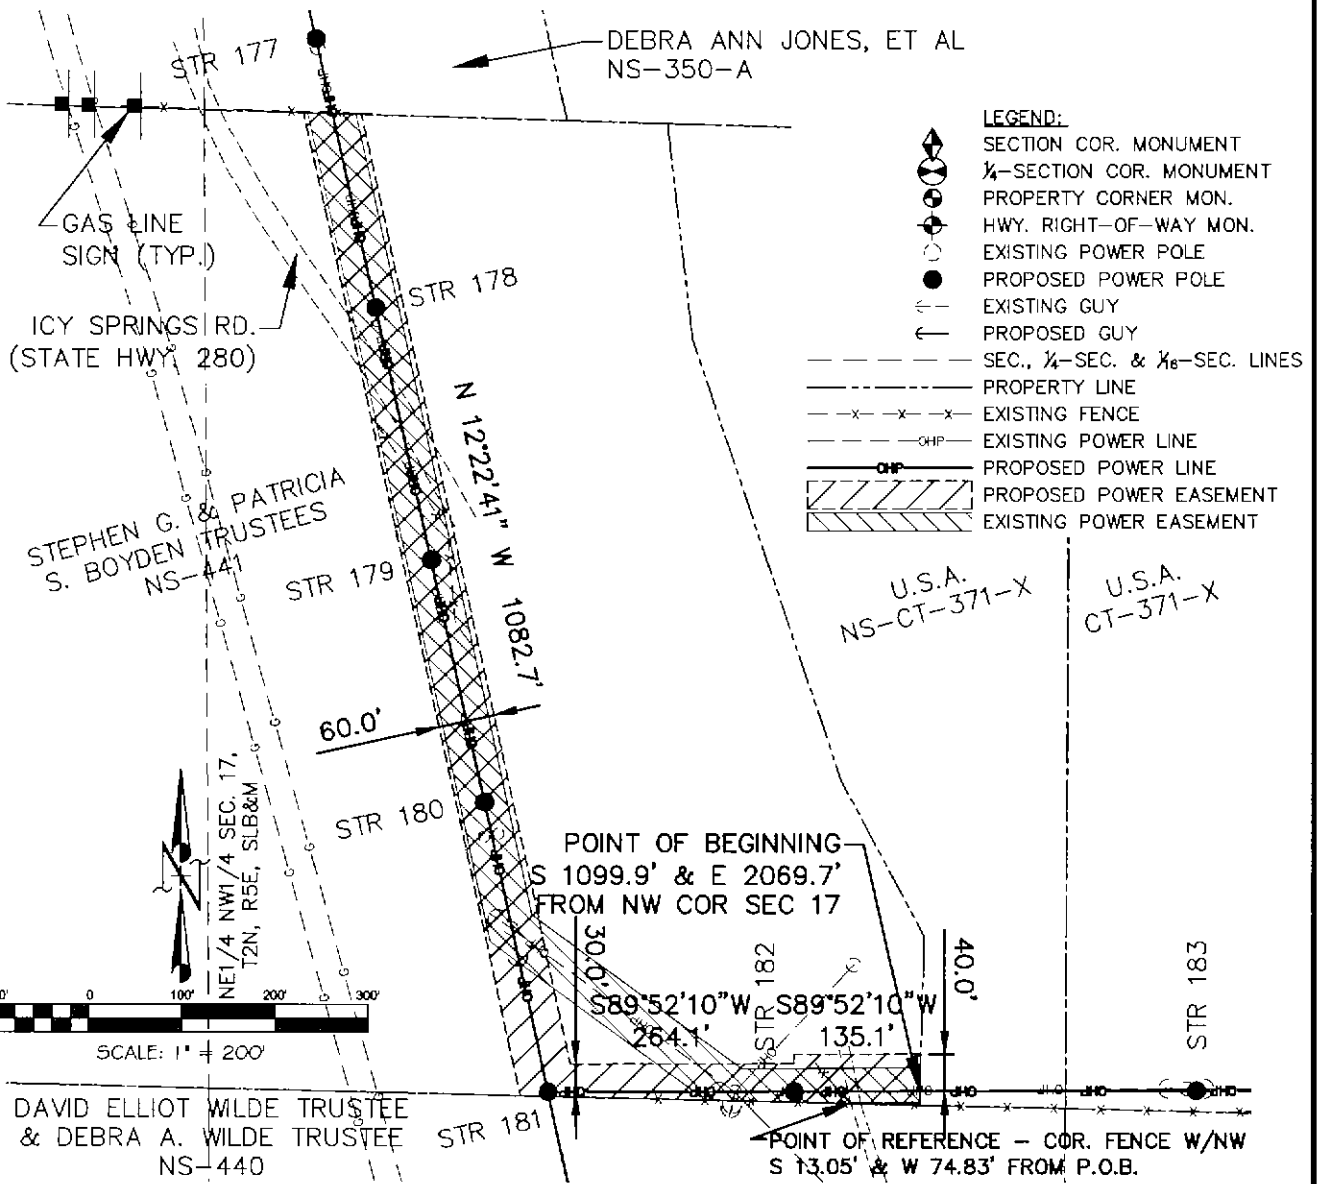 STR 177
DEBRA ANN JONES, ET AL
NS-350-A
LEGEND:
SECTION COR. MONUMENT
¼-SECTION COR. MONUMENT
PROPERTY CORNER MON.
HWY. RIGHT-OF-WAY MON.
EXISTING POWER POLE
PROPOSED POWER POLE
EXISTING GUY
PROPOSED GUY
SEC., ¼-SEC. & 1/16-SEC. LINES
PROPERTY LINE
EXISTING FENCE
OHP EXISTING POWER LINE
OHP PROPOSED POWER LINE
PROPOSED POWER EASEMENT
EXISTING POWER EASEMENT
GAS LINE
SIGN (TYP.)
STR 178
ICY SPRINGS RD.
(STATE HWY. 280)
N 12°22'41" W 1082.7'
STEPHEN G. & PATRICIA
S. BOYDEN TRUSTEES
NS-441
STR 179
U.S.A.
NS-CT-371-X
U.S.A.
CT-371-X
60.0'
STR 180
NE1/4 NW1/4 SEC. 17,
T2N, R5E, SLB&M
POINT OF BEGINNING
S 1099.9' & E 2069.7'
FROM NW COR SEC 17
30.0'
STR 182
40.0'
STR 183
S89°52'10"W
264.1'
S89°52'10"W
135.1'
0'
0
100'
200'
300'
SCALE: 1" = 200'
DAVID ELLIOT WILDE TRUSTEE
& DEBRA A. WILDE TRUSTEE
NS-440
STR 181
POINT OF REFERENCE - COR. FENCE W/NW
S 13.05' & W 74.83' FROM P.O.B.